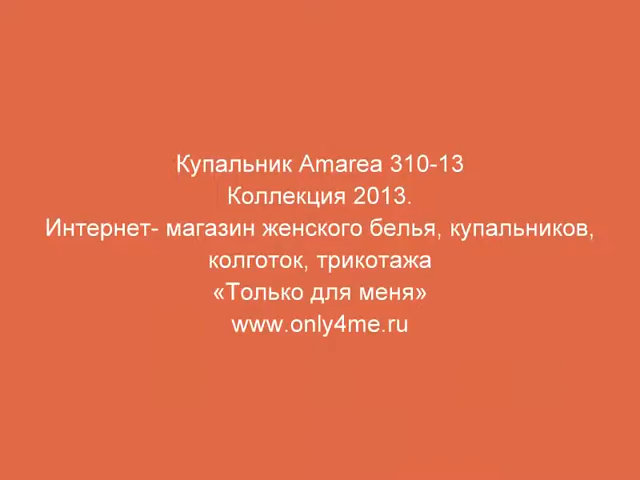 Купальник Amarea 310-13
Коллекция 2013.
Интернет- магазин женского белья, купальников,
колготок, трикотажа
«Только для меня»
www.only4me.ru